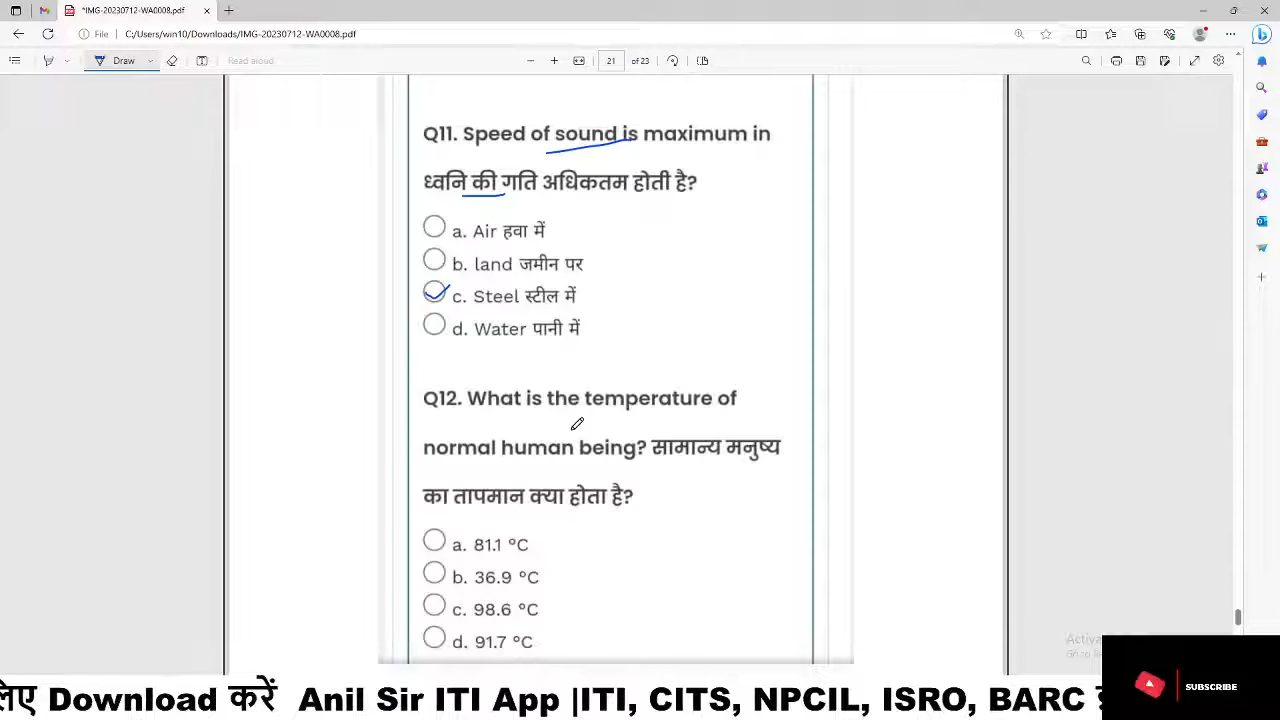 *IMG-20230712-WA0008.pdf
File C:/Users/win10/Downloads/IMG-20230712-WA0008.pdf
Draw Read aloud 21 of 23
Q11. Speed of sound is maximum in
ध्वनि की गति अधिकतम होती है?
a. Air हवा में
b. land जमीन पर
c. Steel स्टील में
d. Water पानी में
Q12. What is the temperature of
normal human being? सामान्य मनुष्य
का तापमान क्या होता है?
a. 81.1 °C
b. 36.9 °C
c. 98.6 °C
d. 91.7 °C
SUBSCRIBE
Download करें Anil Sir ITI App |ITI, CITS, NPCIL, ISRO, BARC